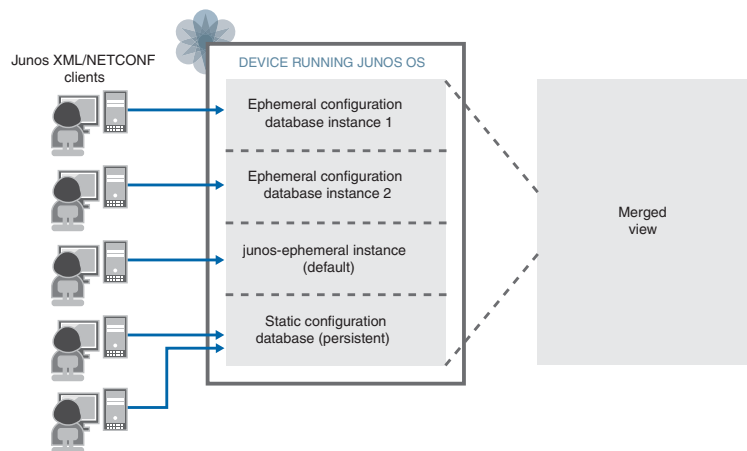 Junos XML/NETCONF
clients
DEVICE RUNNING JUNOS OS
Ephemeral configuration
database instance 1
Ephemeral configuration
database instance 2
junos-ephemeral instance
(default)
Static configuration
database (persistent)
Merged
view